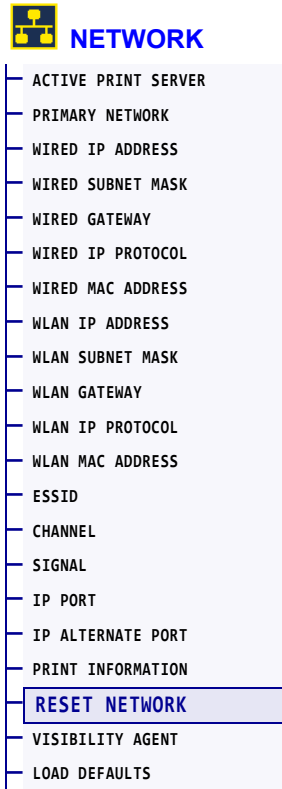 NETWORK
ACTIVE PRINT SERVER
PRIMARY NETWORK
WIRED IP ADDRESS
WIRED SUBNET MASK
WIRED GATEWAY
WIRED IP PROTOCOL
WIRED MAC ADDRESS
WLAN IP ADDRESS
WLAN SUBNET MASK
WLAN GATEWAY
WLAN IP PROTOCOL
WLAN MAC ADDRESS
ESSID
CHANNEL
SIGNAL
IP PORT
IP ALTERNATE PORT
PRINT INFORMATION
RESET NETWORK
VISIBILITY AGENT
LOAD DEFAULTS